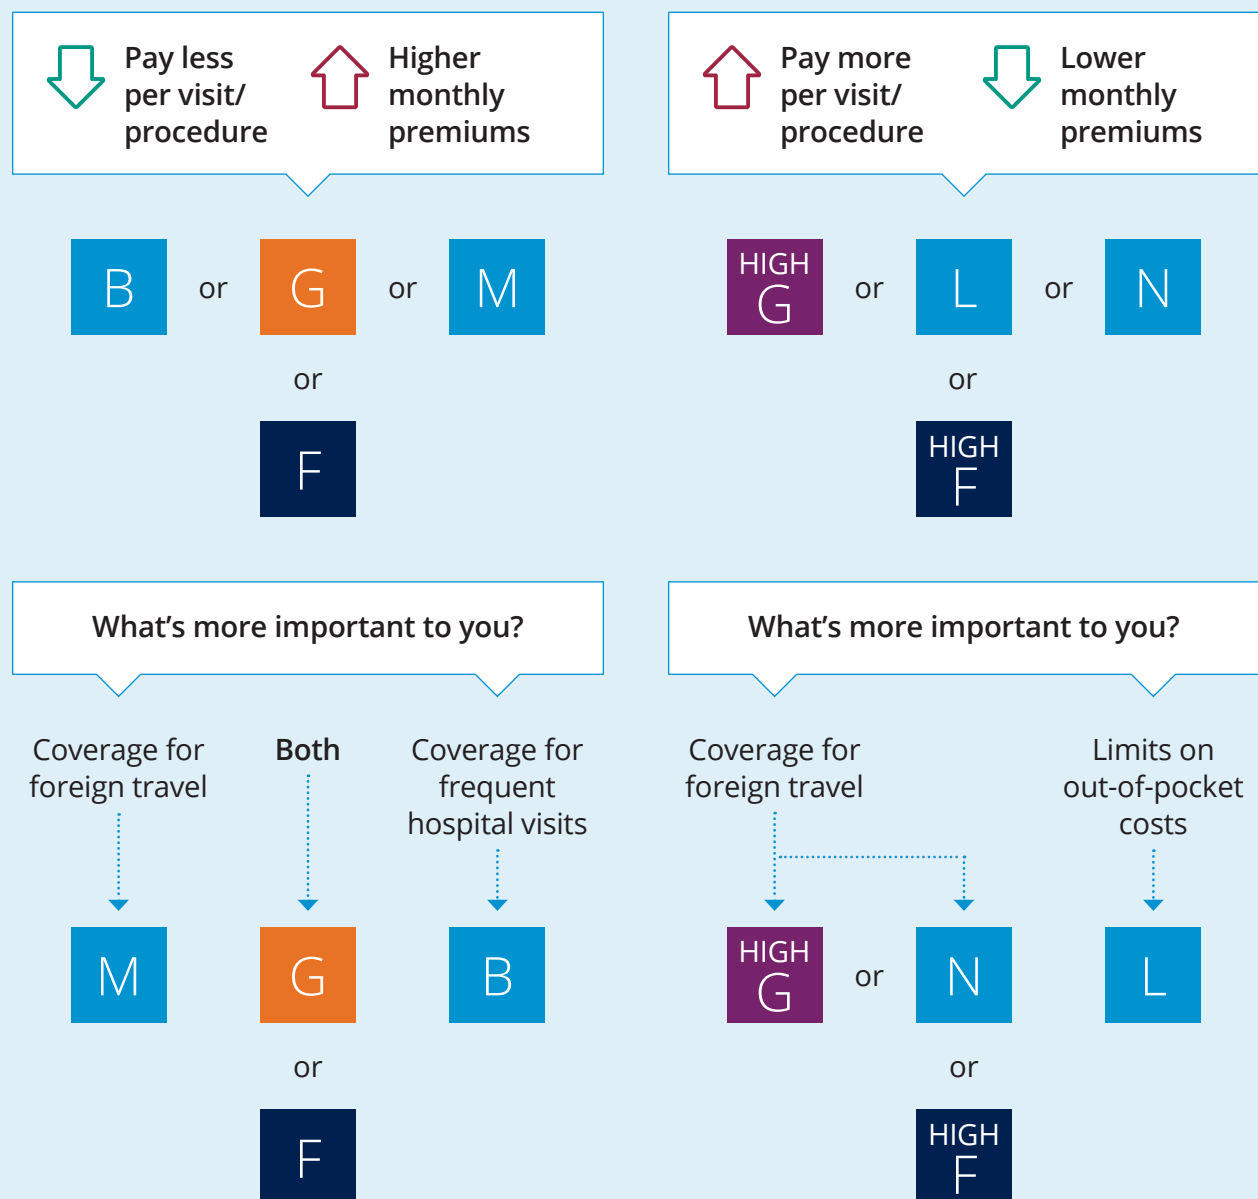 Pay less
per visit/
procedure
Higher
monthly
premiums
Pay more
per visit/
procedure
Lower
monthly
premiums
B or G or M
or
F
HIGH
G or L or N
or
HIGH
F
What's more important to you?
Coverage for
foreign travel
Both
Coverage for
frequent
hospital visits
M
G
B
or
F
What's more important to you?
Coverage for
foreign travel
Limits on
out-of-pocket
costs
HIGH
G or N
L
or
HIGH
F